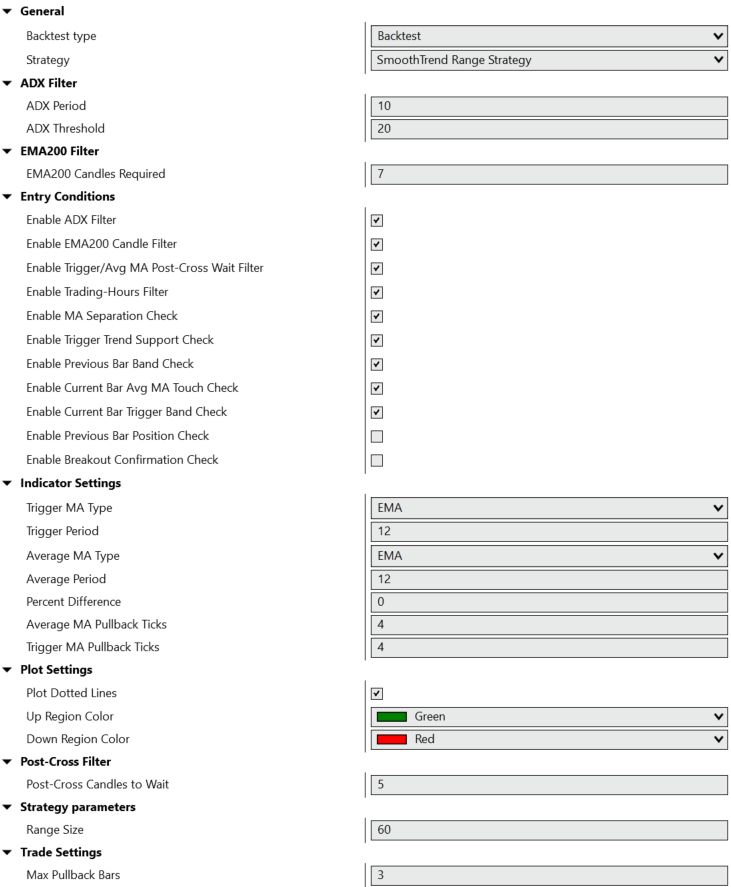 General
Backtest type Backtest
Strategy SmoothTrend Range Strategy
ADX Filter
ADX Period 10
ADX Threshold 20
EMA200 Filter
EMA200 Candles Required 7
Entry Conditions
Enable ADX Filter
Enable EMA200 Candle Filter
Enable Trigger/Avg MA Post-Cross Wait Filter
Enable Trading-Hours Filter
Enable MA Separation Check
Enable Trigger Trend Support Check
Enable Previous Bar Band Check
Enable Current Bar Avg MA Touch Check
Enable Current Bar Trigger Band Check
Enable Previous Bar Position Check
Enable Breakout Confirmation Check
Indicator Settings
Trigger MA Type EMA
Trigger Period 12
Average MA Type EMA
Average Period 12
Percent Difference 0
Average MA Pullback Ticks 4
Trigger MA Pullback Ticks 4
Plot Settings
Plot Dotted Lines
Up Region Color Green
Down Region Color Red
Post-Cross Filter
Post-Cross Candles to Wait 5
Strategy parameters
Range Size 60
Trade Settings
Max Pullback Bars 3